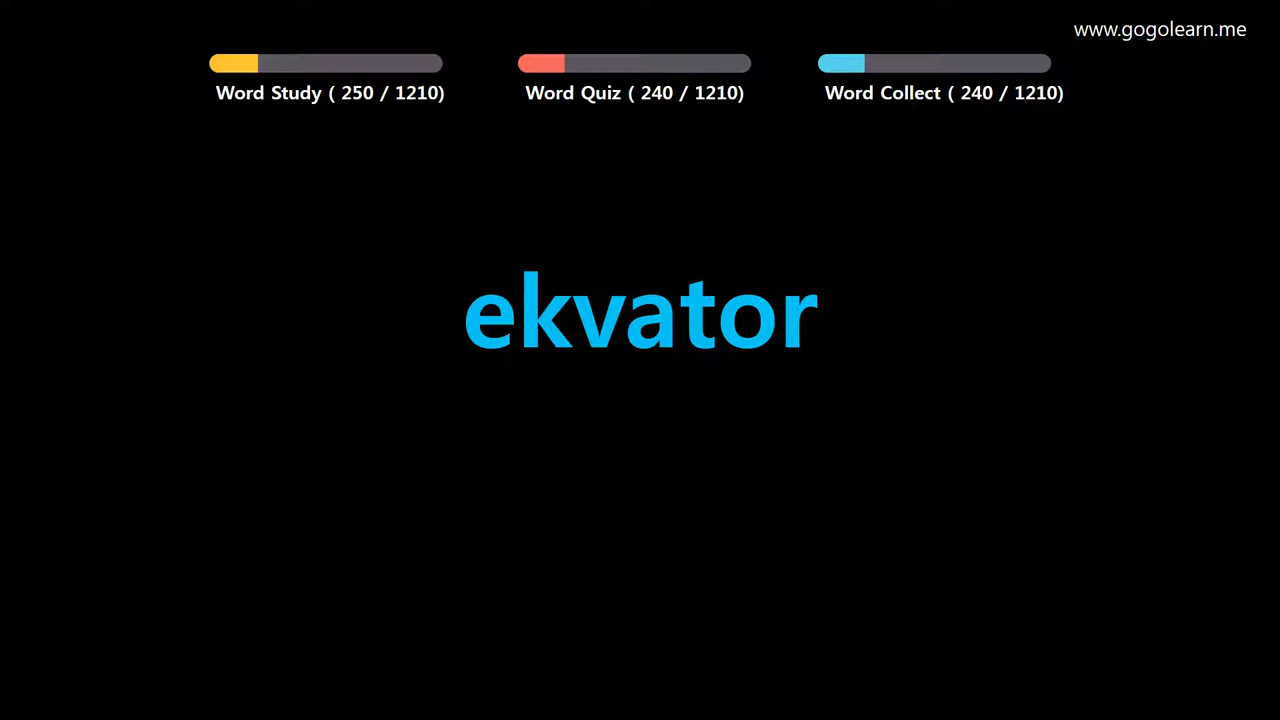 www.gogolearn.me
Word Study ( 250 / 1210)
Word Quiz ( 240 / 1210)
Word Collect ( 240 / 1210)
ekvator